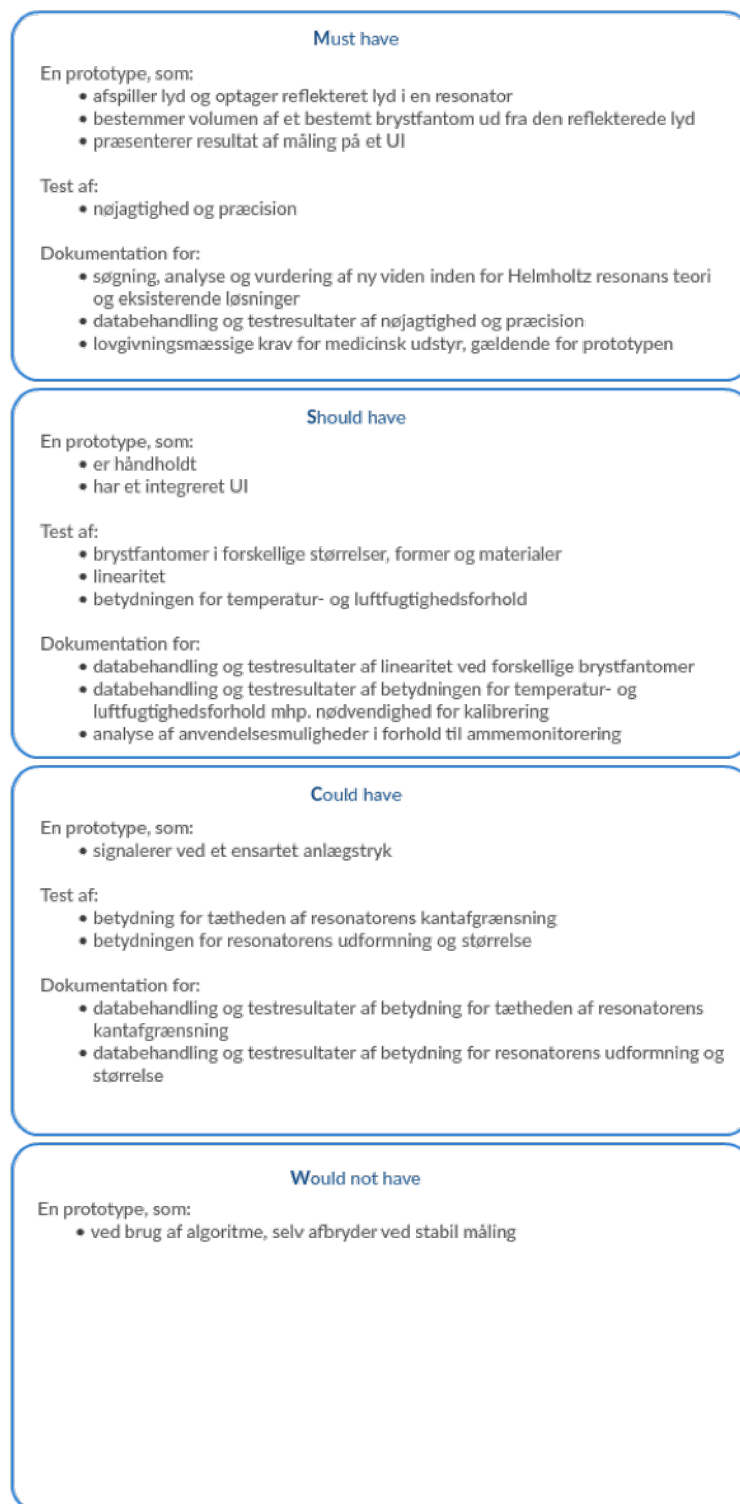 Must have
En prototype, som:
• afspiller lyd og optager reflekteret lyd i en resonator
• bestemmer volumen af et bestemt brystfantom ud fra den reflekterede lyd
• præsenterer resultat af måling på et UI
Test af:
• nøjagtighed og præcision
Dokumentation for:
• søgning, analyse og vurdering af ny viden inden for Helmholtz resonans teori
og eksisterende løsninger
• databehandling og testresultater af nøjagtighed og præcision
• lovgivningsmæssige krav for medicinsk udstyr, gældende for prototypen
Should have
En prototype, som:
• er håndholdt
• har et integreret UI
Test af:
• brystfantomer i forskellige størrelser, former og materialer
• linearitet
• betydningen for temperatur- og luftfugtighedsforhold
Dokumentation for:
• databehandling og testresultater af linearitet ved forskellige brystfantomer
• databehandling og testresultater af betydningen for temperatur- og
luftfugtighedsforhold mhp. nødvendighed for kalibrering
• analyse af anvendelsesmuligheder i forhold til ammemonitorering
Could have
En prototype, som:
• signalerer ved et ensartet anlægstryk
Test af:
• betydning for tætheden af resonatorens kantafgrænsning
• betydningen for resonatorens udformning og størrelse
Dokumentation for:
• databehandling og testresultater af betydning for tætheden af resonatorens
kantafgrænsning
• databehandling og testresultater af betydning for resonatorens udformning og
størrelse
Would not have
En prototype, som:
• ved brug af algoritme, selv afbryder ved stabil måling